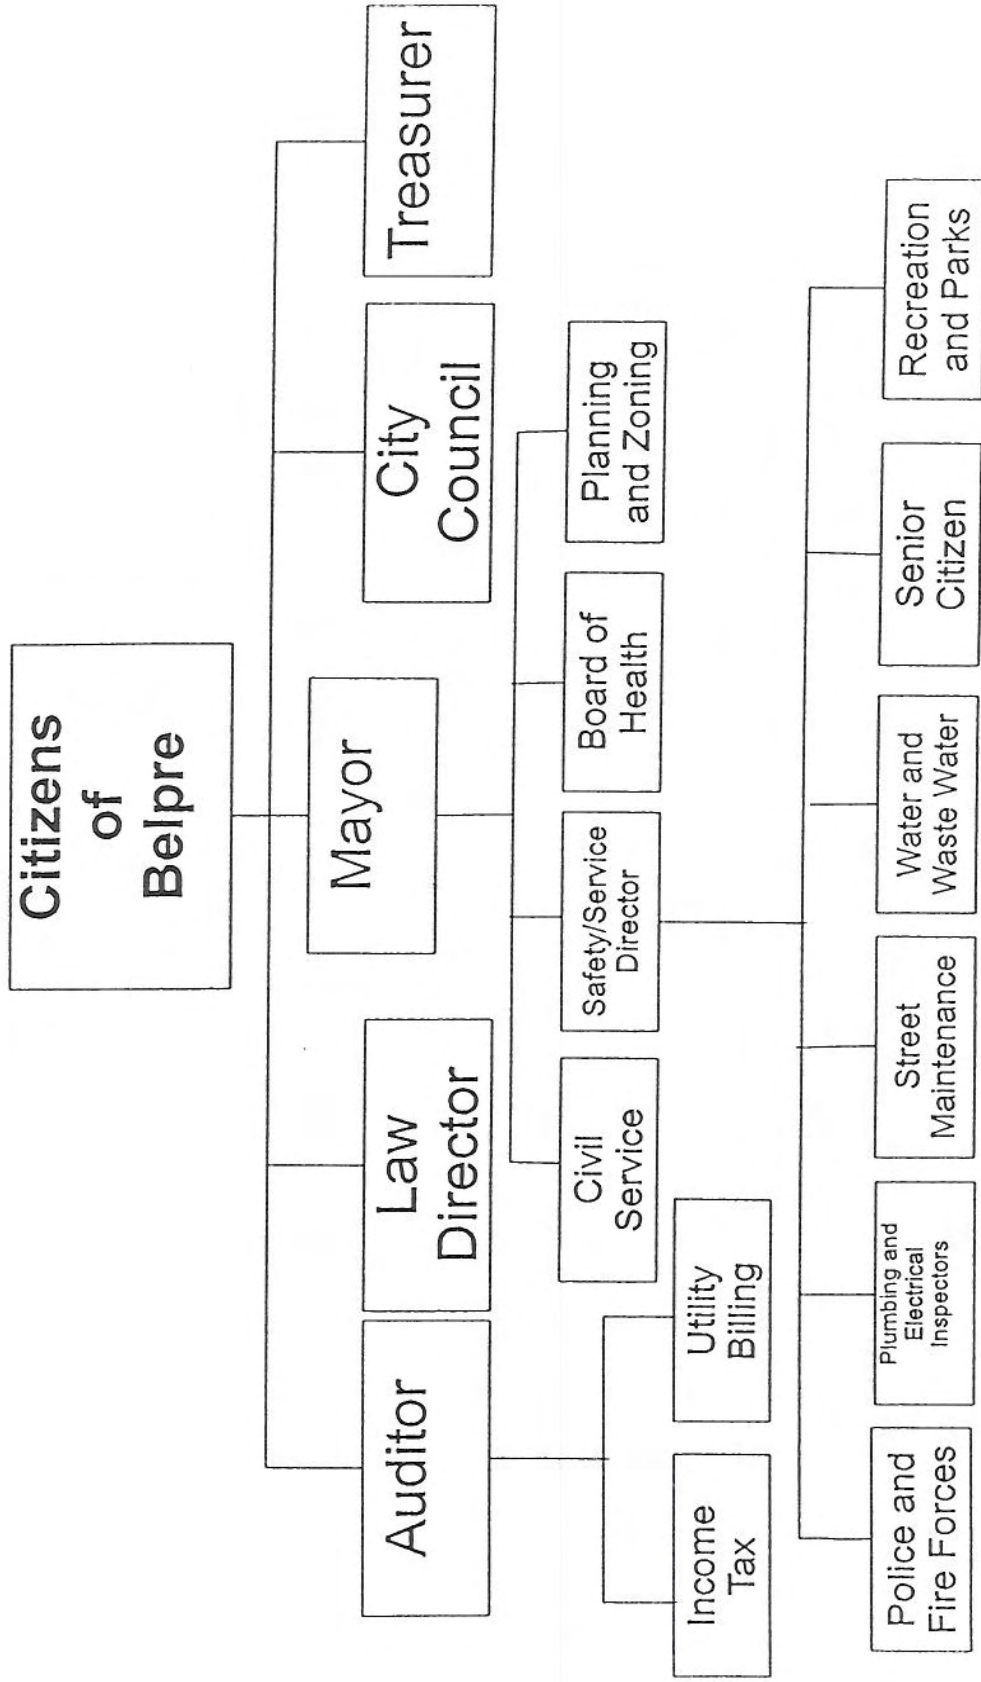 Citizens
of
Belpre
Auditor
Law
Director
Mayor
City
Council
Treasurer
Civil
Service
Safety/Service
Director
Board of
Health
Planning
and Zoning
Income
Tax
Utility
Billing
Police and
Fire Forces
Plumbing and
Electrical
Inspectors
Street
Maintenance
Water and
Waste Water
Senior
Citizen
Recreation
and Parks